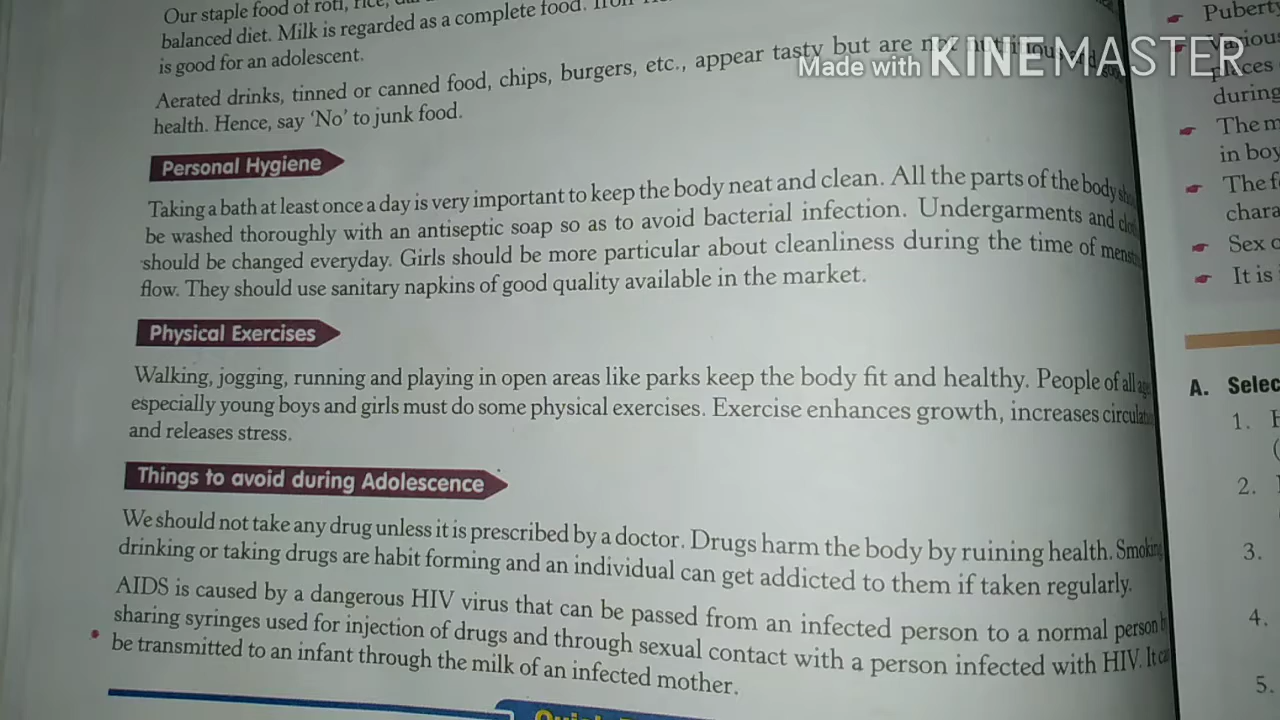 Our staple food of roti, rice,
balanced diet. Milk is regarded as a complete food.
is good for an adolescent.
Aerated drinks, tinned or canned food, chips, burgers, etc., appear tasty but are
health. Hence, say 'No' to junk food.
Made with KINEMASTER
Personal Hygiene
Taking a bath at least once a day is very important to keep the body neat and clean. All the parts of the body
be washed thoroughly with an antiseptic soap so as to avoid bacterial infection. Undergarments and
should be changed everyday. Girls should be more particular about cleanliness during the time of
flow. They should use sanitary napkins of good quality available in the market.
Physical Exercises
Walking, jogging, running and playing in open areas like parks keep the body fit and healthy. People of all
especially young boys and girls must do some physical exercises. Exercise enhances growth, increases
and releases stress.
Things to avoid during Adolescence
We should not take any drug unless it is prescribed by a doctor. Drugs harm the body by ruining health.
drinking or taking drugs are habit forming and an individual can get addicted to them if taken regularly.
AIDS is caused by a dangerous HIV virus that can be passed from an infected person to a normal person
sharing syringes used for injection of drugs and through sexual contact with a person infected with HIV. It
be transmitted to an infant through the milk of an infected mother.
Puberty
during
The
in
The
Sex
It is
A.
1.
2.
3.
4.
5.